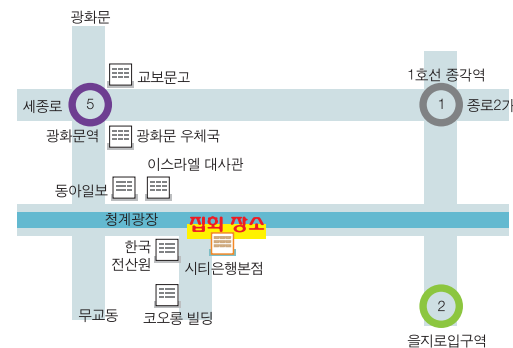 광화문
교보문고
1호선 종각역
세종로
5
1
종로2가
광화문역
광화문 우체국
이스라엘 대사관
동아일보
청계광장
집회 장소
한국
전산원
시티은행본점
무교동
코오롱 빌딩
2
을지로입구역